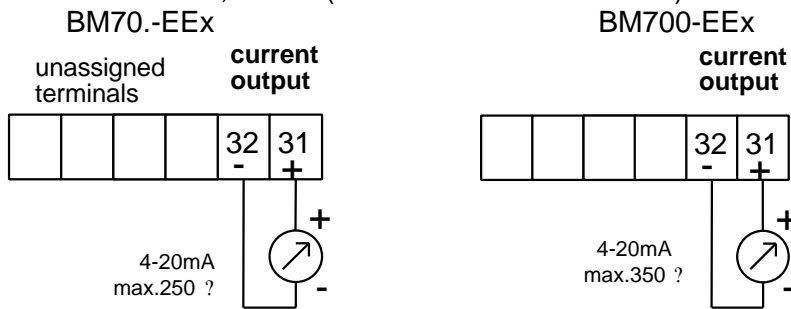 BM70.-EEx
unassigned
terminals
current
output
32 31
- +
+
4-20mA
max.250 ?
-
BM700-EEx
current
output
32 31
- +
+
4-20mA
max.350 ?
-